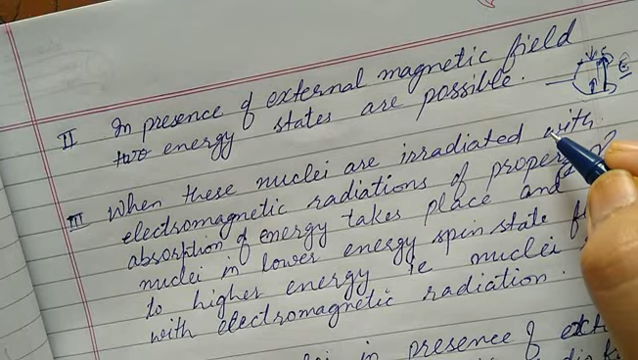 II In presence of external magnetic field
two energy states are possible.
III When these nuclei are irradiated with
electromagnetic radiations of proper
absorption of energy takes place and
nuclei in lower energy spin state
to higher energy ie nuclei
with electromagnetic radiation.
in presence of